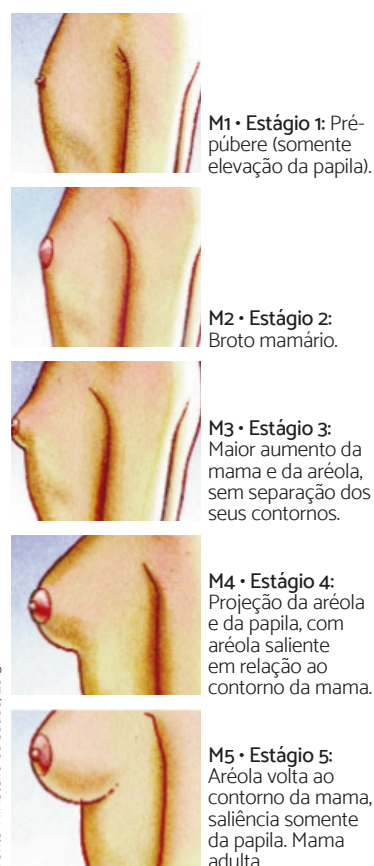 M1 • Estágio 1: Pré-
púbere (somente
elevação da papila).
M2 • Estágio 2:
Broto mamário.
M3 • Estágio 3:
Maior aumento da
mama e da aréola,
sem separação dos
seus contornos.
M4 • Estágio 4:
Projeção da aréola
e da papila, com
aréola saliente
em relação ao
contorno da mama.
M5 • Estágio 5:
Aréola volta ao
contorno da mama,
saliência somente
da papila. Mama
adulta